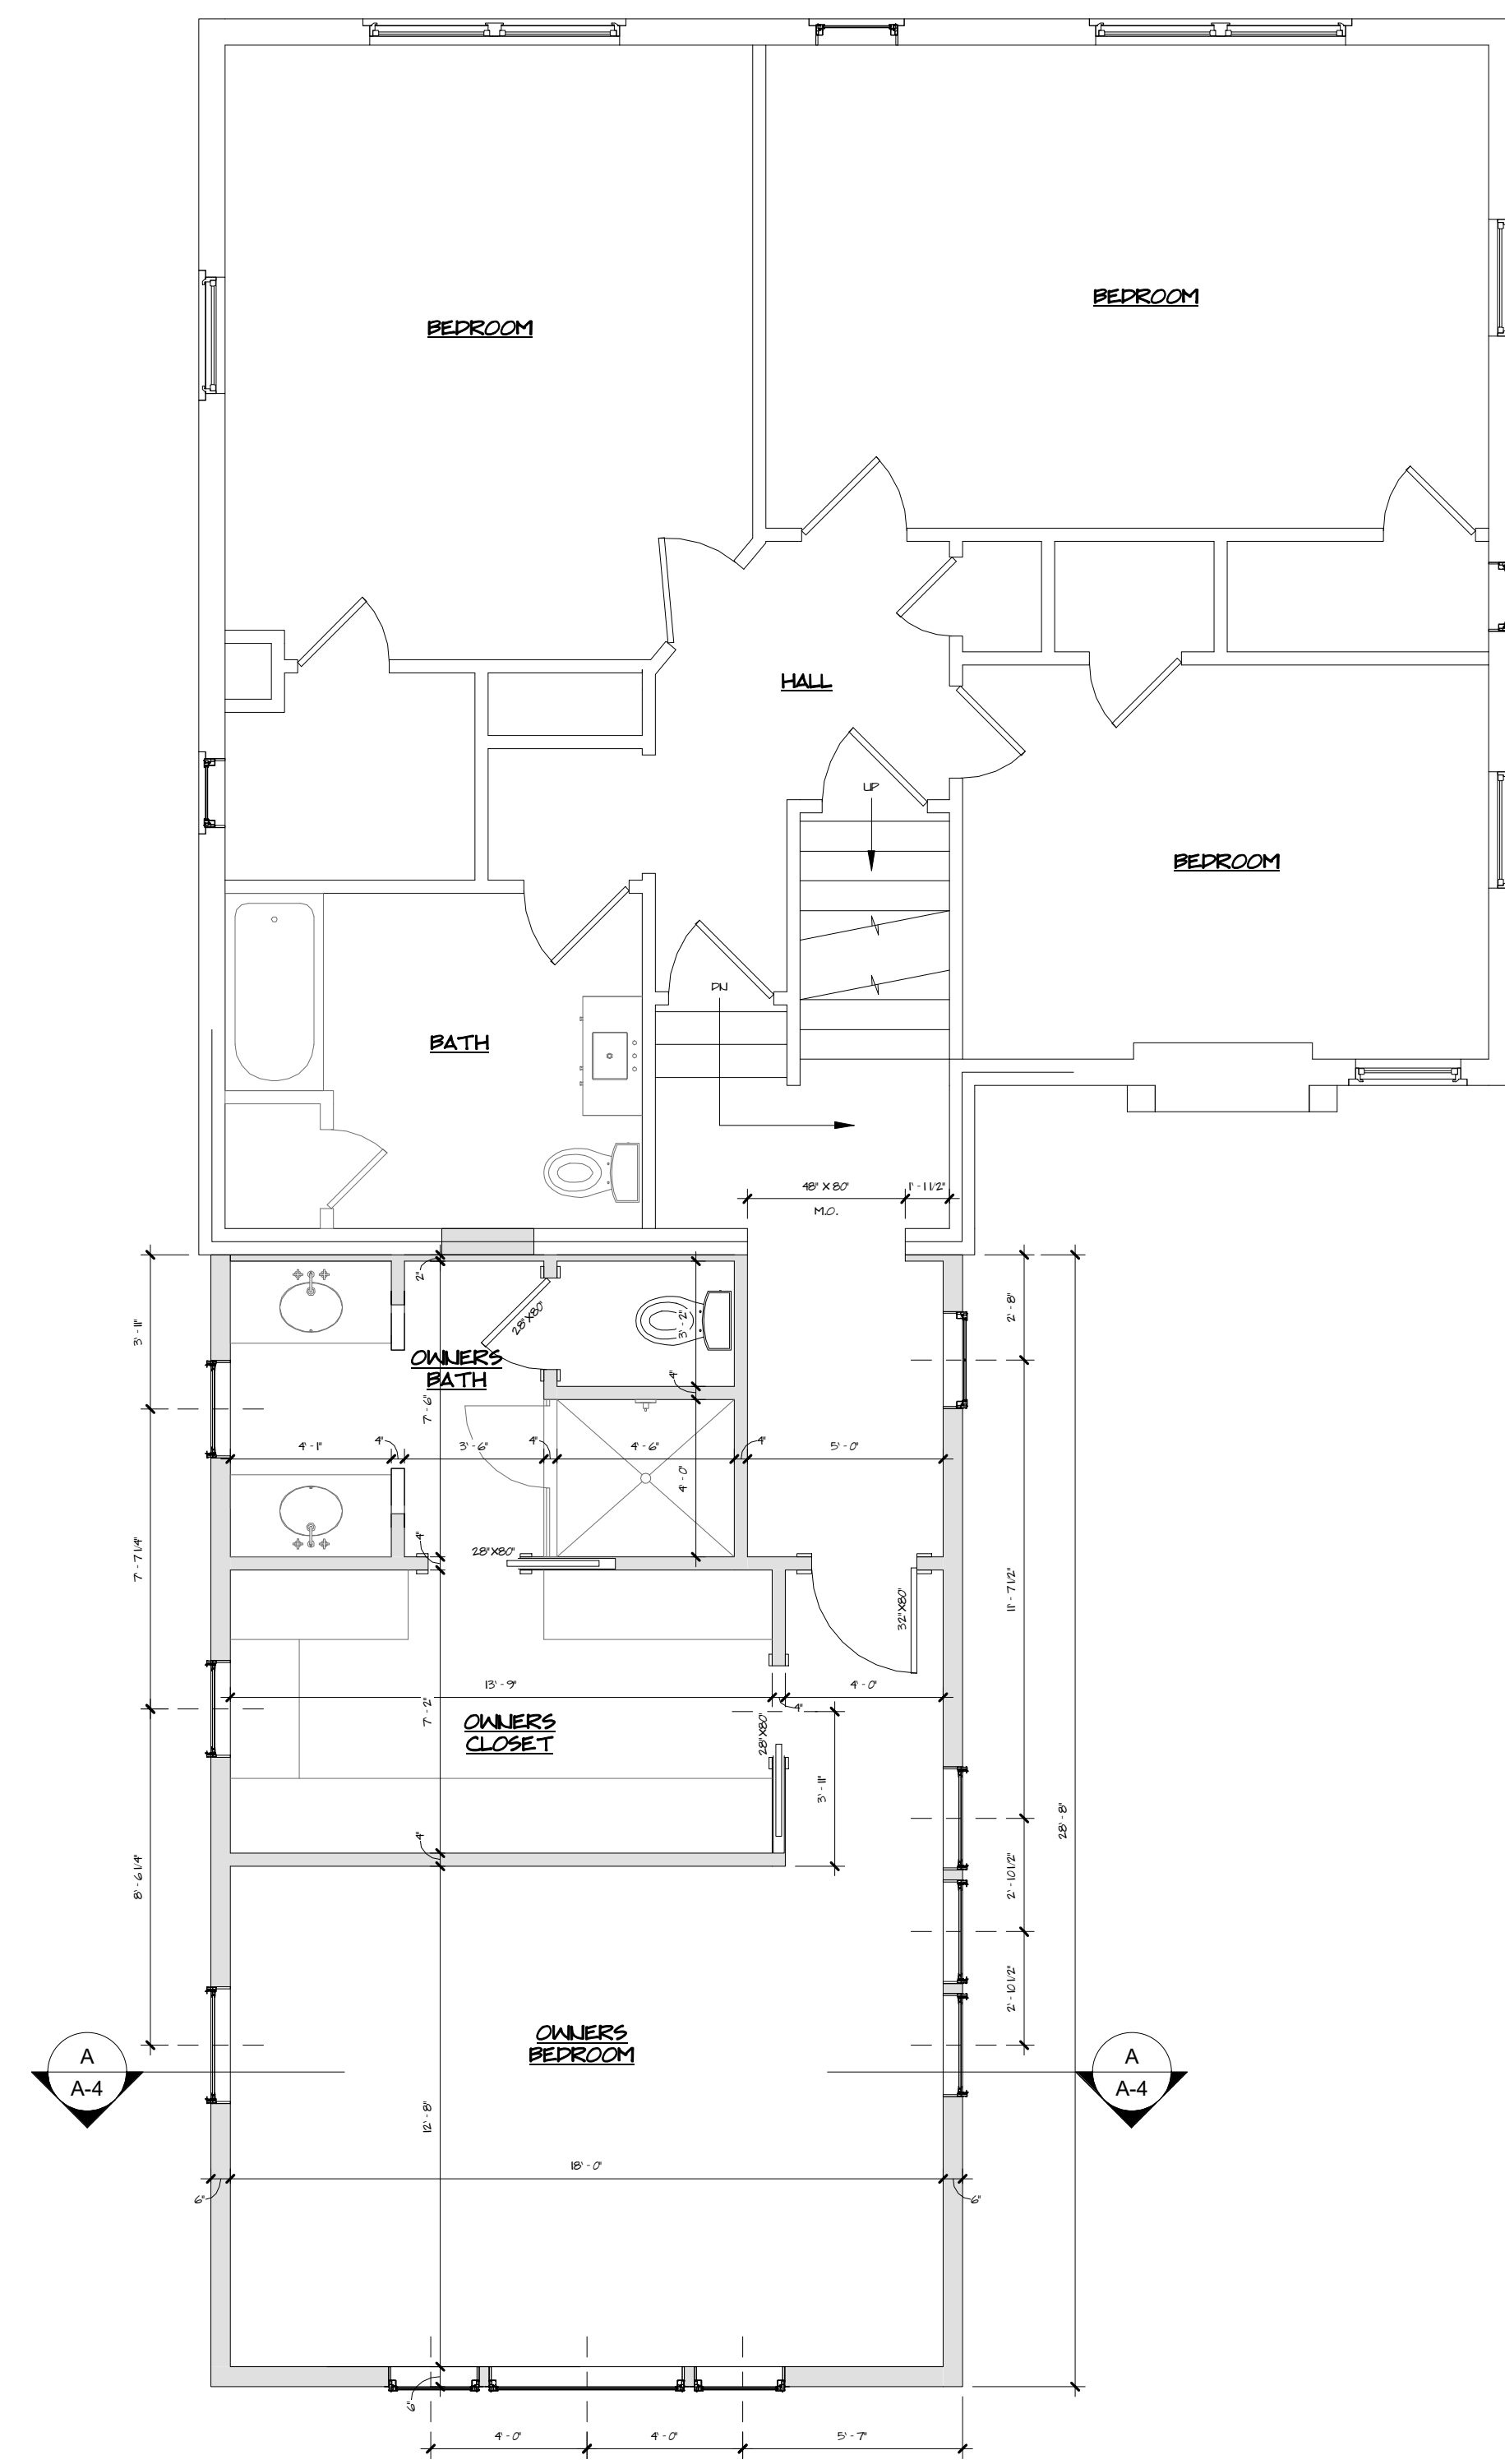 BEDROOM
BEDROOM
HALL
UP
BEDROOM
DN
BATH
48" X 80"
1' - 1 1/2"
M.O.
2"
28"X80"
3' - 2"
2' - 8"
3' - 11"
OWNERS
BATH
4"
7' - 6"
4' - 1"
4"
3' - 6"
4"
4' - 6"
4"
5' - 0"
4' - 0"
4"
28"X80"
7' - 7 1/4"
11' - 7 1/2"
32"X80"
13' - 9"
4' - 0"
4"
7' - 2"
OWNERS
CLOSET
28"X80"
3' - 11"
28' - 8"
4"
8' - 6 1/4"
2' - 10 1/2"
2' - 10 1/2"
OWNERS
BEDROOM
A
A-4
A
A-4
12' - 8"
18' - 0"
6"
6"
6"
4' - 0"
4' - 0"
5' - 7"